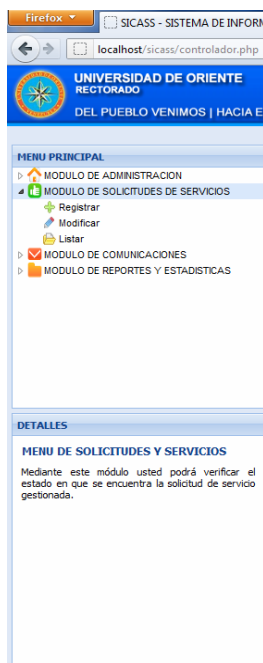 Firefox
SICASS - SISTEMA DE INFORM
localhost/sicass/controlador.php
UNIVERSIDAD DE ORIENTE
RECTORADO
DEL PUEBLO VENIMOS | HACIA E
MENU PRINCIPAL
MODULO DE ADMINISTRACION
MODULO DE SOLICITUDES DE SERVICIOS
Registrar
Modificar
Listar
MODULO DE COMUNICACIONES
MODULO DE REPORTES Y ESTADISTICAS
DETALLES
MENU DE SOLICITUDES Y SERVICIOS
Mediante este módulo usted podrá verificar el
estado en que se encuentra la solicitud de servicio
gestionada.